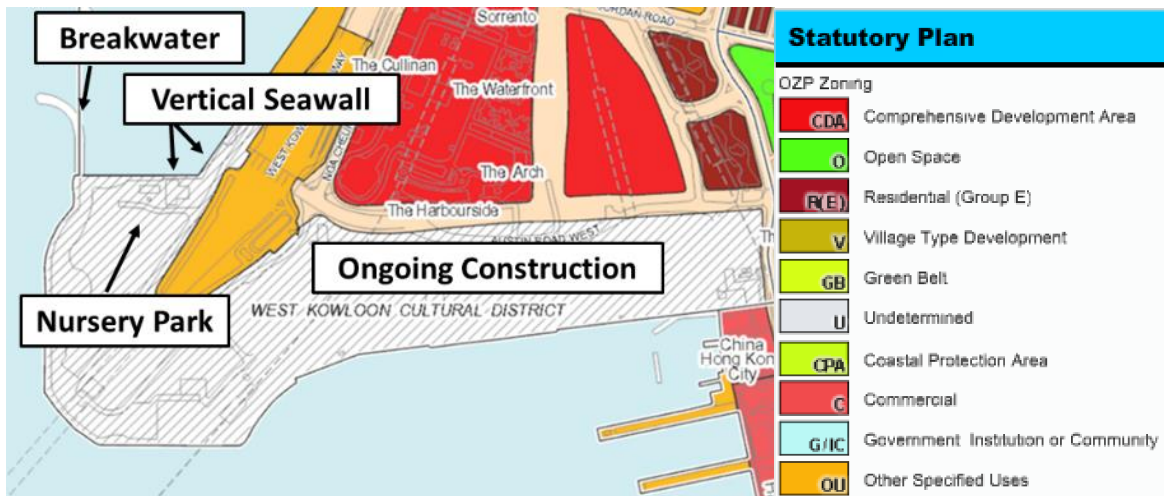 Breakwater
Vertical Seawall
Nursery Park
Ongoing Construction
Sorrento
JORDAN ROAD
The Cullinan
The Waterfront
The Arch
The Harbourside
AUSTIN ROAD WEST
WEST KOWLOON CULTURAL DISTRICT
China
Hong Kon
City
Statutory Plan
OZP Zoning
CDA Comprehensive Development Area
O Open Space
R(E) Residential (Group E)
V Village Type Development
GB Green Belt
U Undetermined
CPA Coastal Protection Area
C Commercial
G/IC Government Institution or Community
OU Other Specified Uses